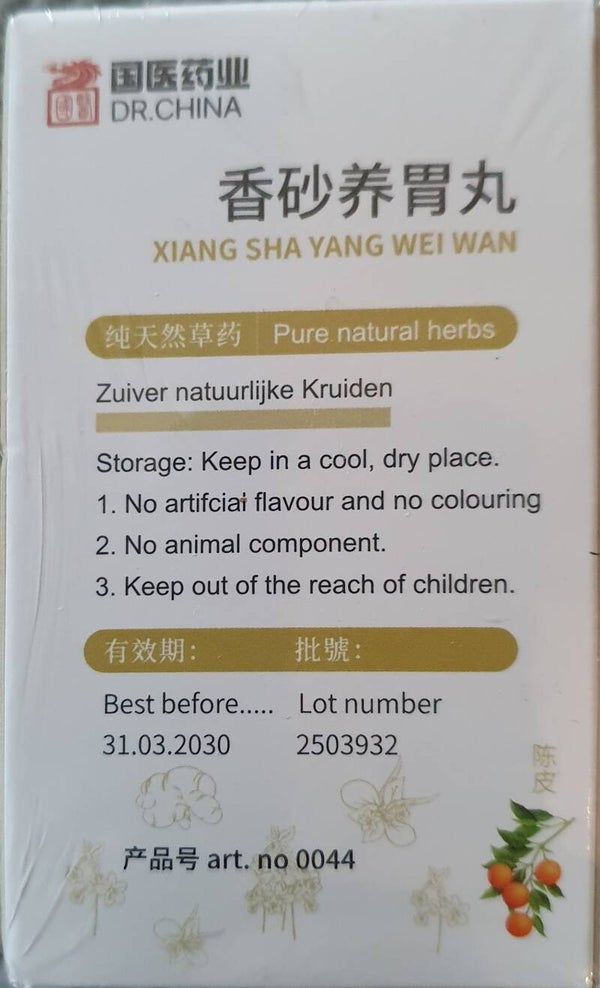 国医药业
DR.CHINA
香砂养胃丸
XIANG SHA YANG WEI WAN
纯天然草药 Pure natural herbs
Zuiver natuurlijke Kruiden
Storage: Keep in a cool, dry place.
1. No artifcial flavour and no colouring
2. No animal component.
3. Keep out of the reach of children.
有效期: 批號:
Best before..... Lot number
31.03.2030 2503932
陈皮
产品号 art. no 0044